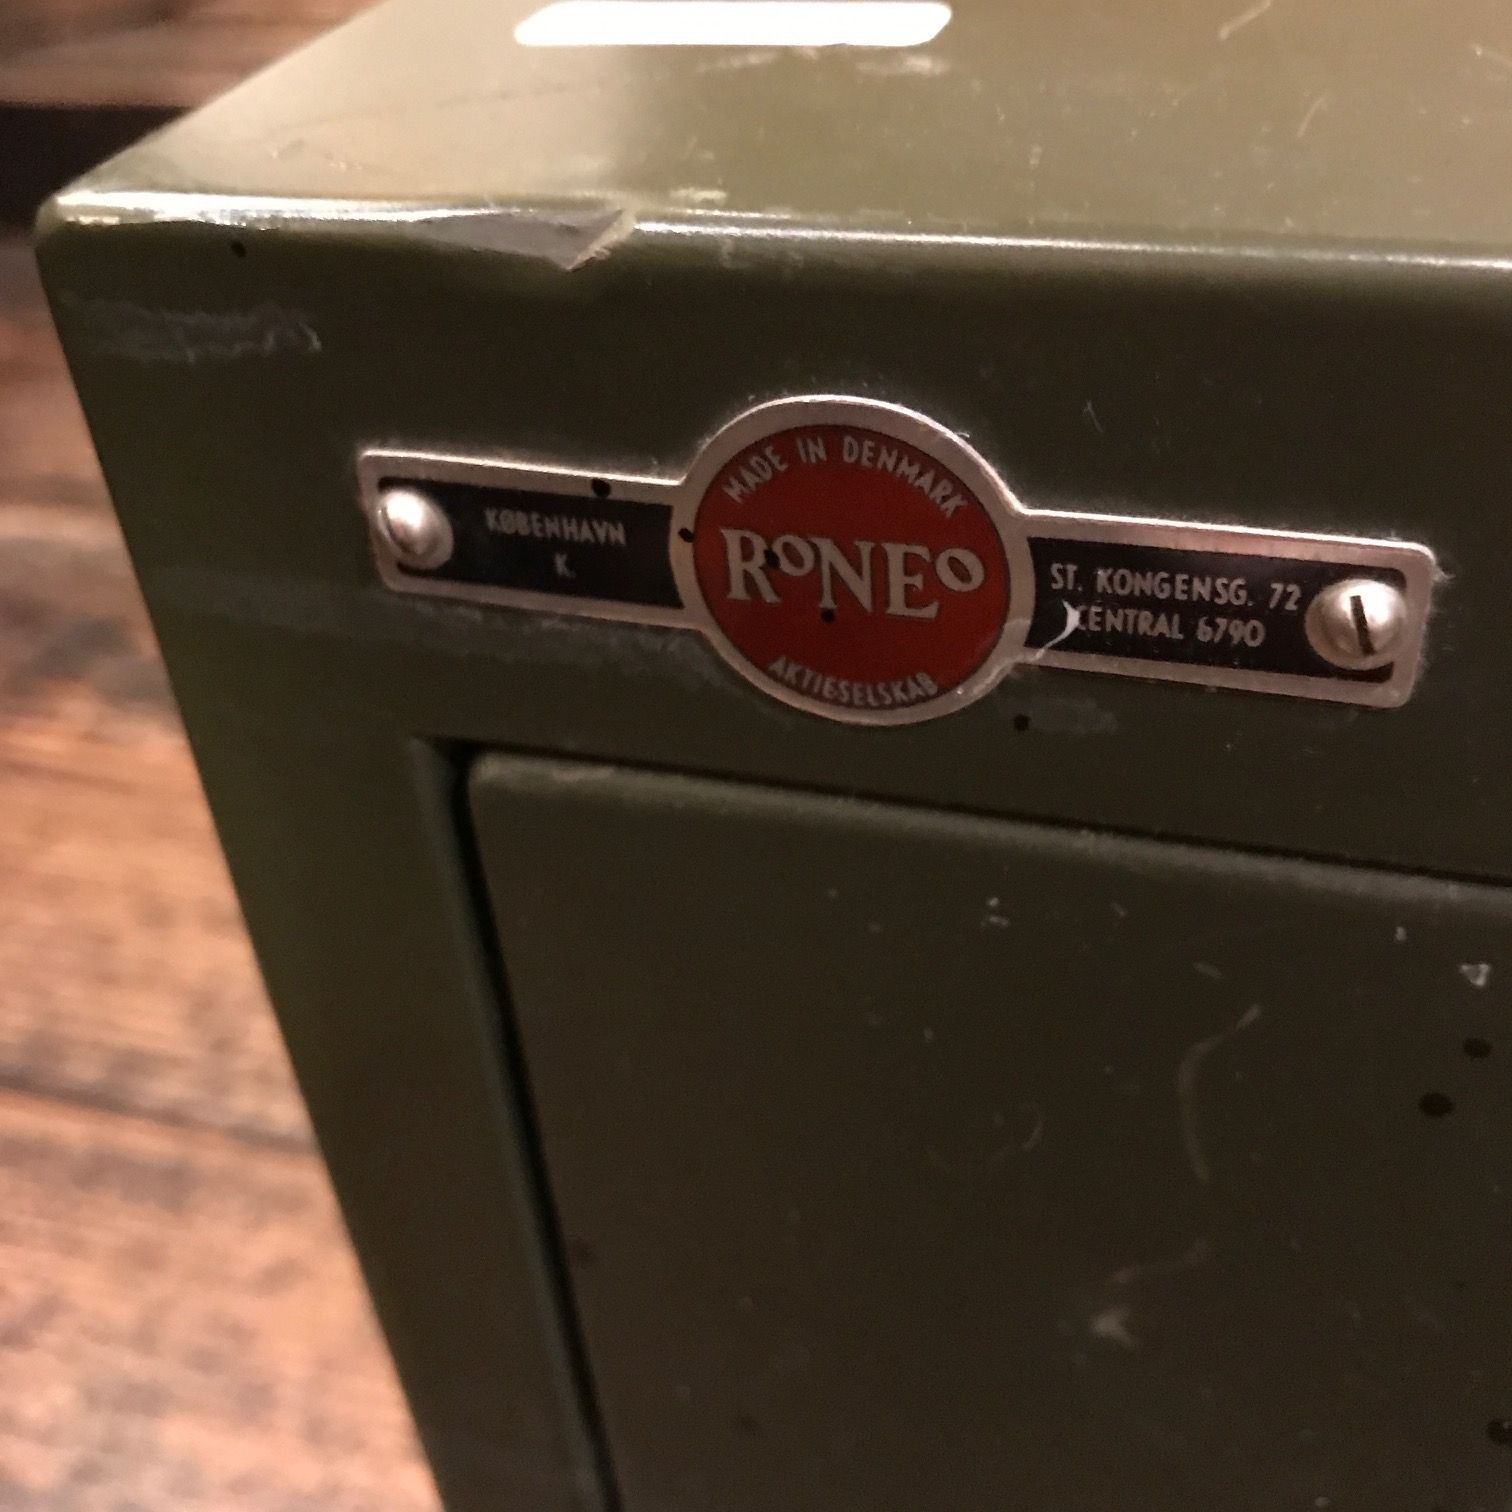 KØBENHAVN
K.
MADE IN DENMARK
RONEO
AKTIESELSKAB
ST. KONGENSG. 72
CENTRAL 6790